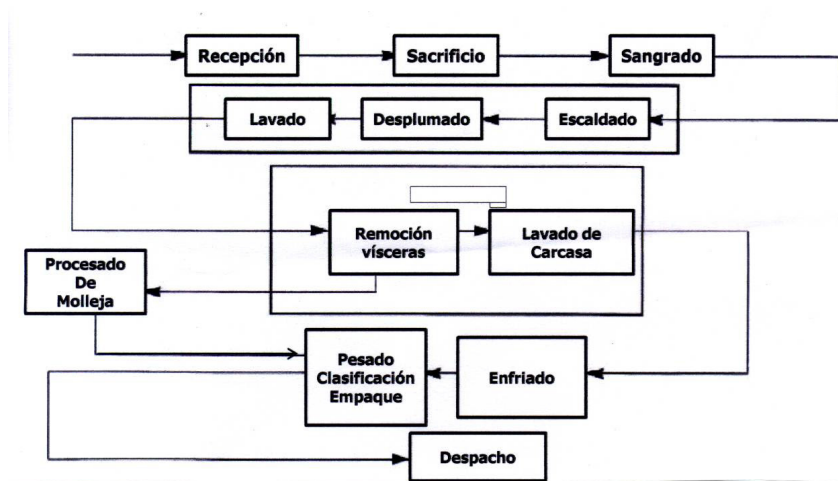 Recepción
Sacrificio
Sangrado
Lavado
Desplumado
Escaldado
Remoción
vísceras
Lavado de
Carcasa
Procesado
De
Molleja
Pesado
Clasificación
Empaque
Enfriado
Despacho